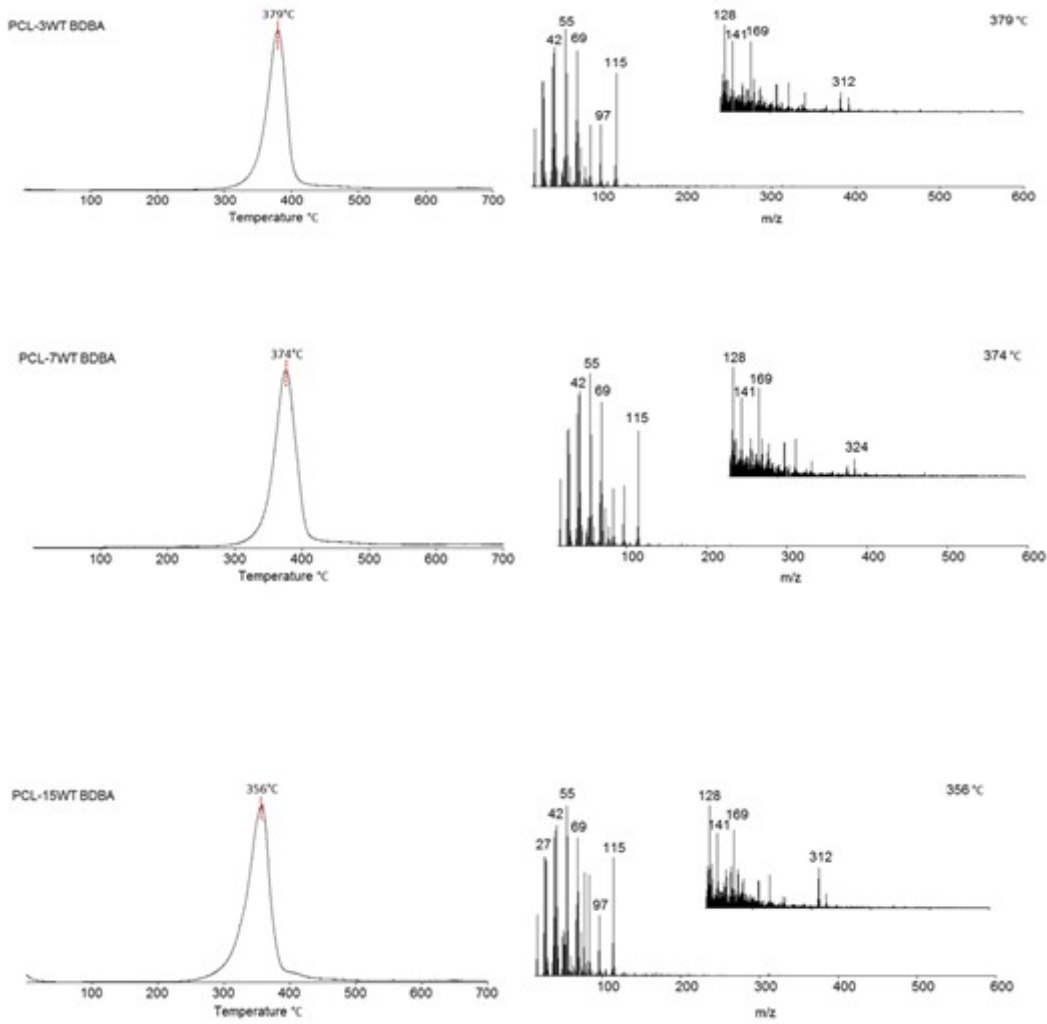 PCL-3WT BDBA
379°C
100 200 300 400 500 600 700
Temperature °C
55
42
69
115
97
128
141
169
312
379 °C
100 200 300 400 500 600
m/z
PCL-7WT BDBA
374°C
100 200 300 400 500 600 700
Temperature °C
55
42
69
115
128
141
169
324
374 °C
200 300 400 500 600
m/z
PCL-15WT BDBA
356°C
100 200 300 400 500 600 700
Temperature °C
55
42
69
27
115
97
128
141
169
312
356 °C
100 200 300 400 500 600
m/z